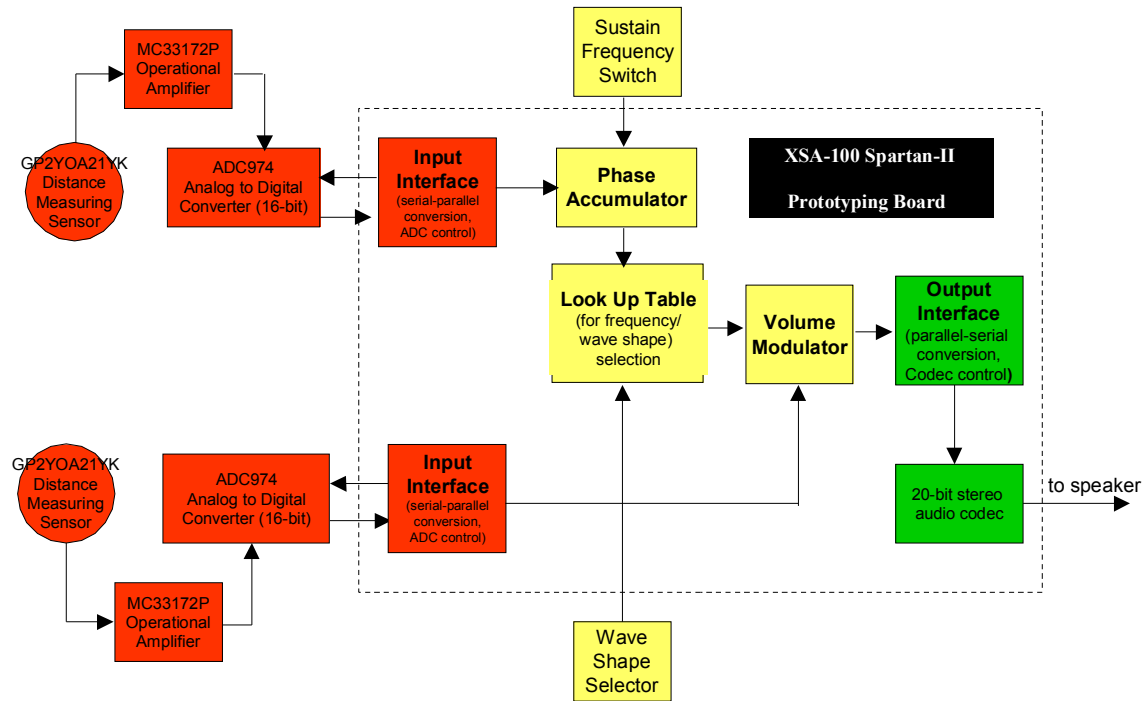 MC33172P
Operational
Amplifier
Sustain
Frequency
Switch
GP2YOA21YK
Distance
Measuring
Sensor
ADC974
Analog to Digital
Converter (16-bit)
Input
Interface
(serial-parallel
conversion,
ADC control)
Phase
Accumulator
XSA-100 Spartan-II
Prototyping Board
Look Up Table
(for frequency/
wave shape)
selection
Volume
Modulator
Output
Interface
(parallel-serial
conversion,
Codec control)
GP2YOA21YK
Distance
Measuring
Sensor
ADC974
Analog to Digital
Converter (16-bit)
Input
Interface
(serial-parallel
conversion,
ADC control)
20-bit stereo
audio codec
to speaker
MC33172P
Operational
Amplifier
Wave
Shape
Selector